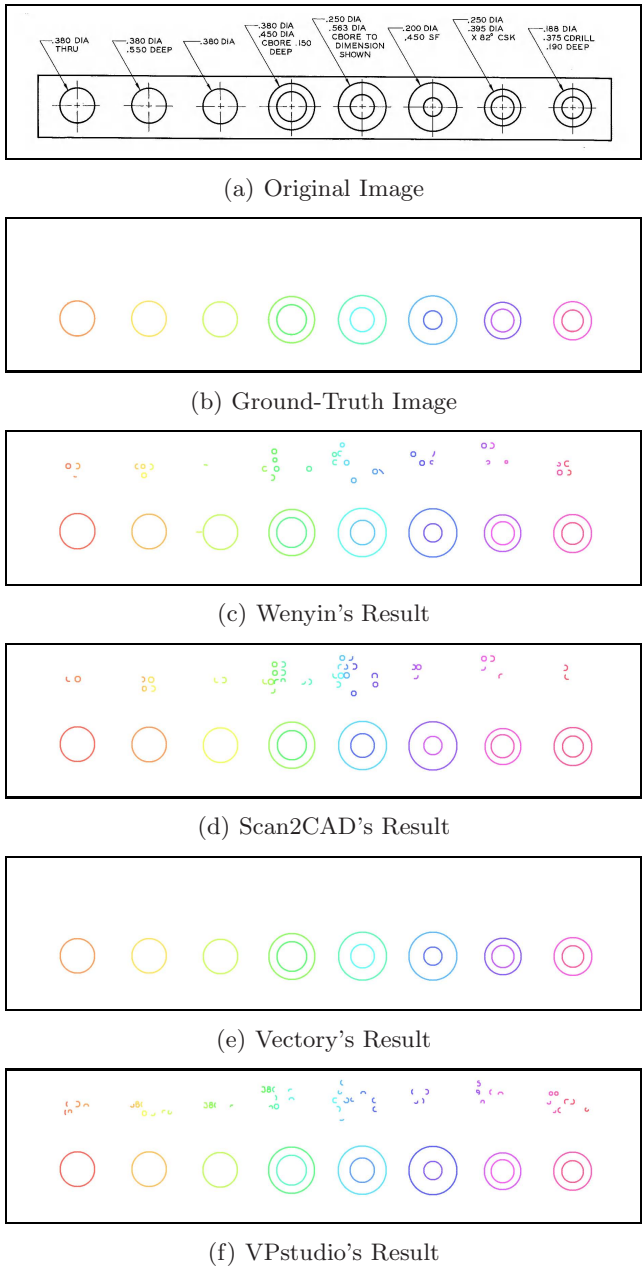 .380 DIA
THRU
.380 DIA
.550 DEEP
.380 DIA
.380 DIA
.450 DIA
CBORE .150
DEEP
.250 DIA
.563 DIA
CBORE TO
DIMENSION
SHOWN
.200 DIA
.450 SF
.250 DIA
.395 DIA
X 82° CSK
.188 DIA
.375 CDRILL
.190 DEEP
(a) Original Image
(b) Ground-Truth Image
(c) Wenyin's Result
(d) Scan2CAD's Result
(e) Vectory's Result
38(
(f) VPstudio's Result